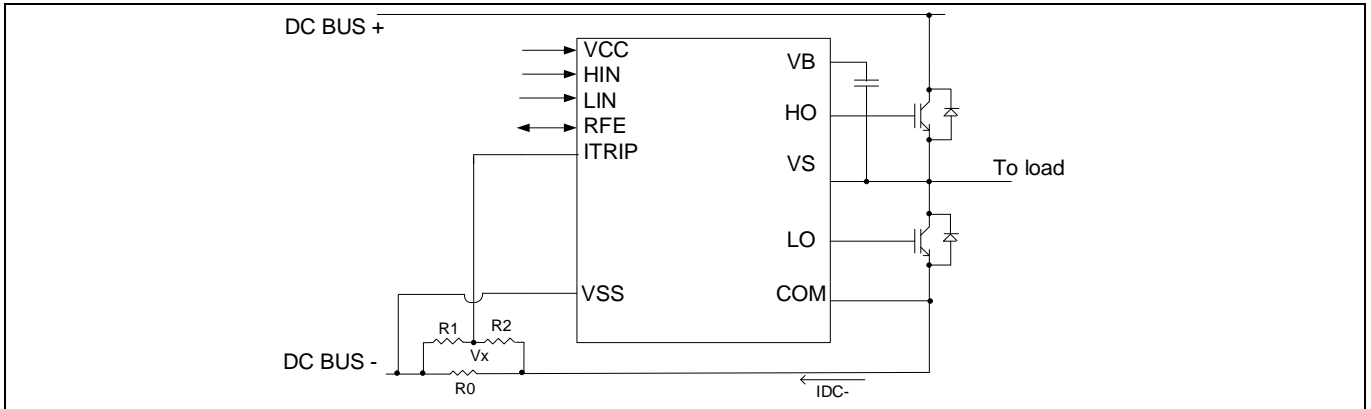 DC BUS +
VCC
HIN
LIN
RFE
ITRIP
VSS
VB
HO
VS
LO
COM
To load
R1
R2
Vx
DC BUS -
R0
IDC-